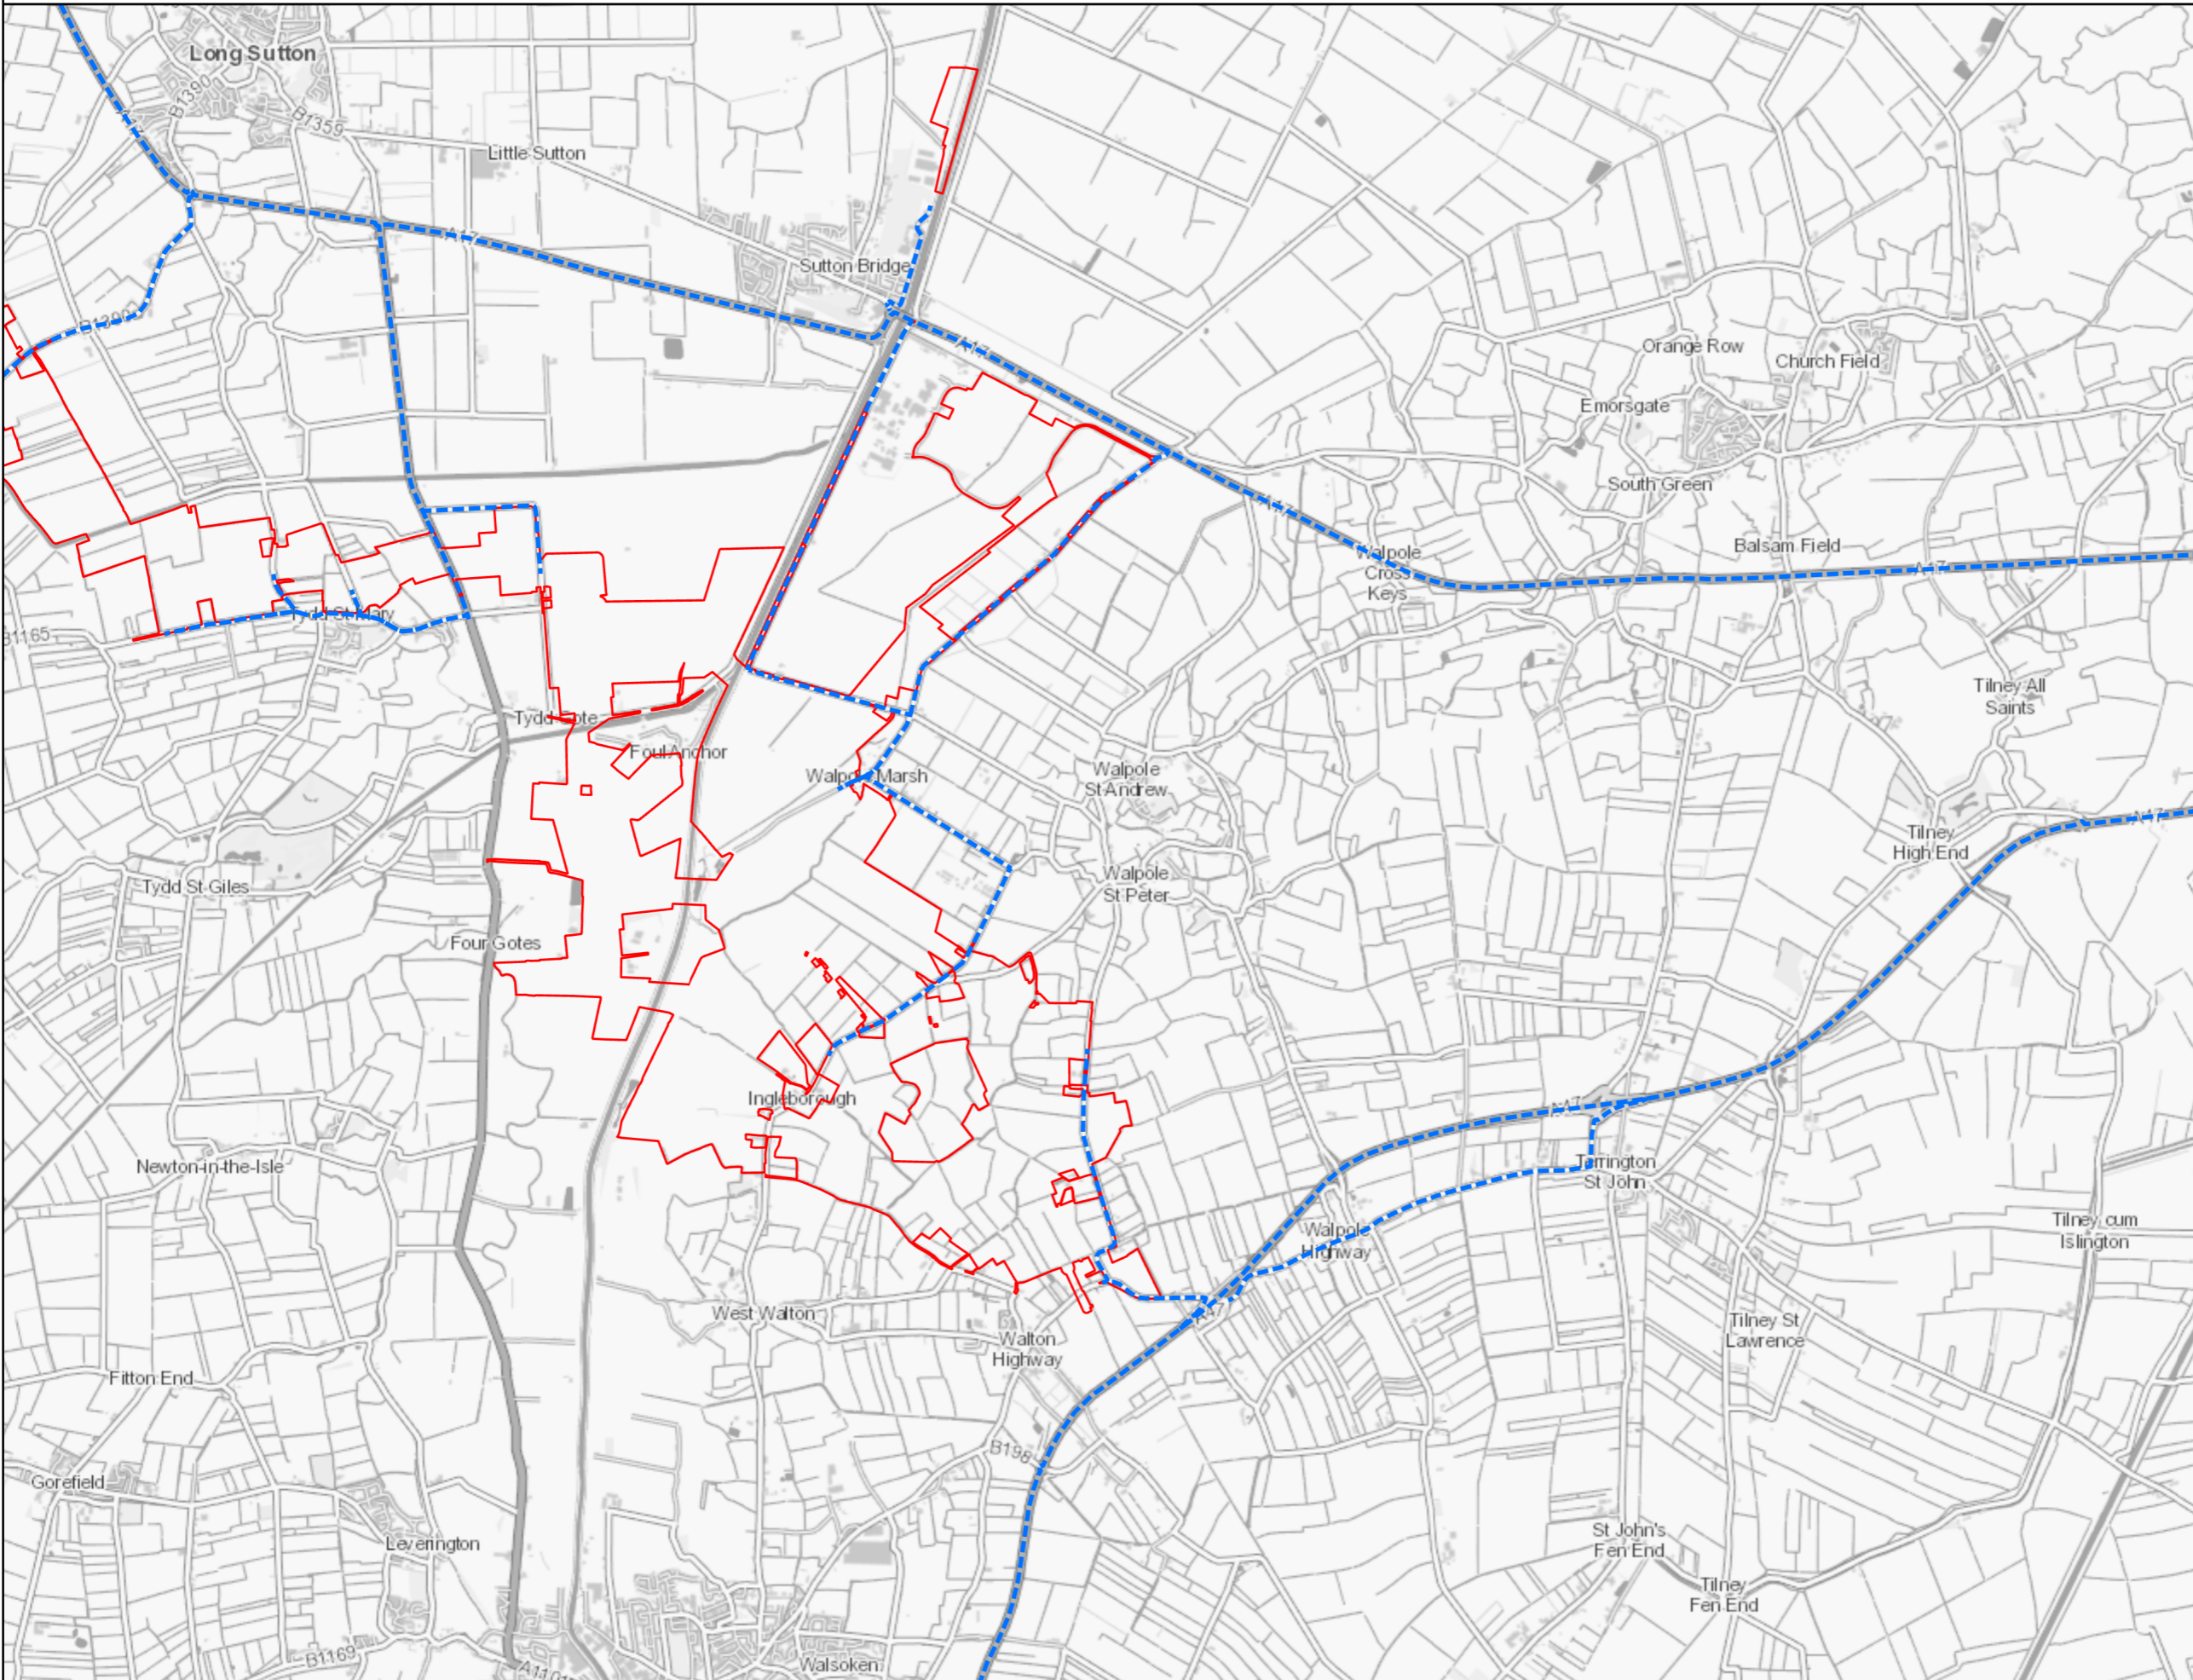 Long Sutton
B1390
A17
B1359
Little Sutton
A17
Sutton Bridge
B1390
A17
Orange Row
Church Field
Emorsgate
South Green
A17
Walpole
Cross
Keys
Balsam Field
A17
Tydd St Mary
B1165
Tilney All
Saints
Tydd Gote
Foul Anchor
Walpole Marsh
Walpole
St Andrew
A47
Tilney
High End
Tydd St Giles
Walpole
St Peter
Four Gotes
Ingleborough
A47
Newton-in-the-Isle
Terrington
St John
Walpole
Highway
Tilney cum
Islington
West Walton
A47
Walton
Highway
Tilney St
Lawrence
Fitton End
B198
Gorefield
Leverington
St John's
Fen End
Tilney
Fen End
B1169
A1101
Walsoken